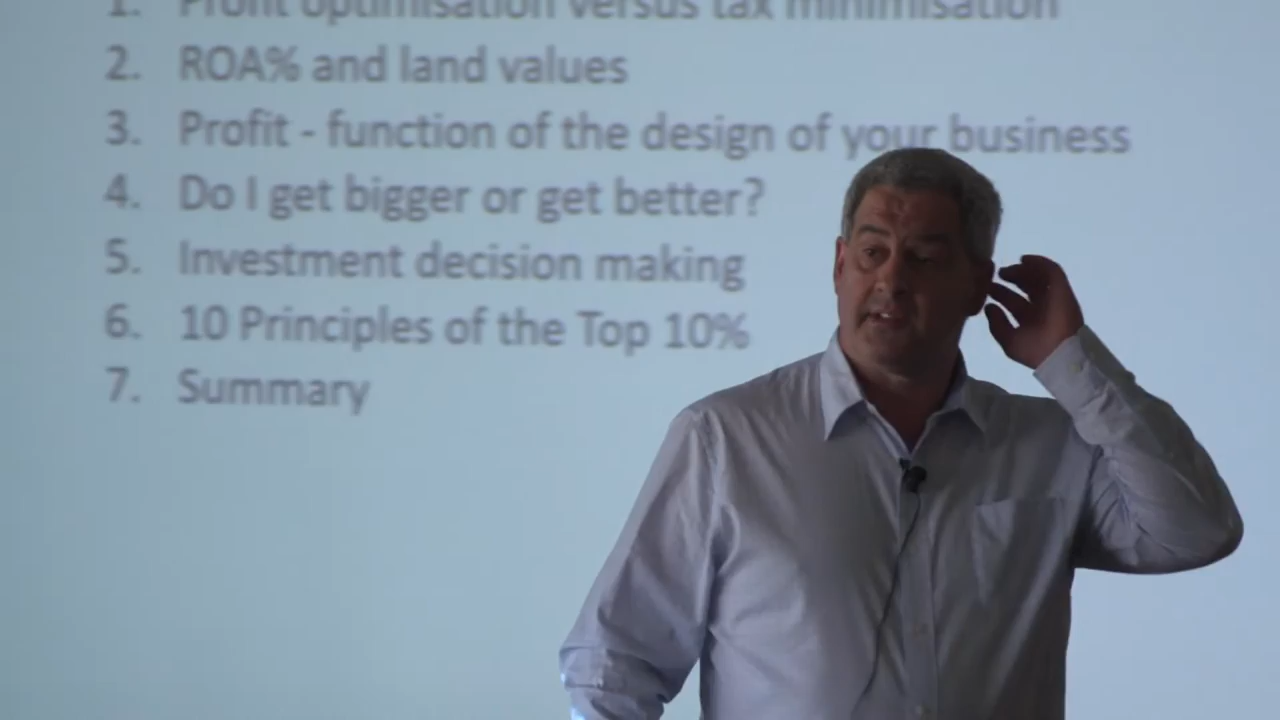 1. Profit optimisation versus tax minimisation
2. ROA% and land values
3. Profit - function of the design of your business
4. Do I get bigger or get better?
5. Investment decision making
6. 10 Principles of the Top 10%
7. Summary